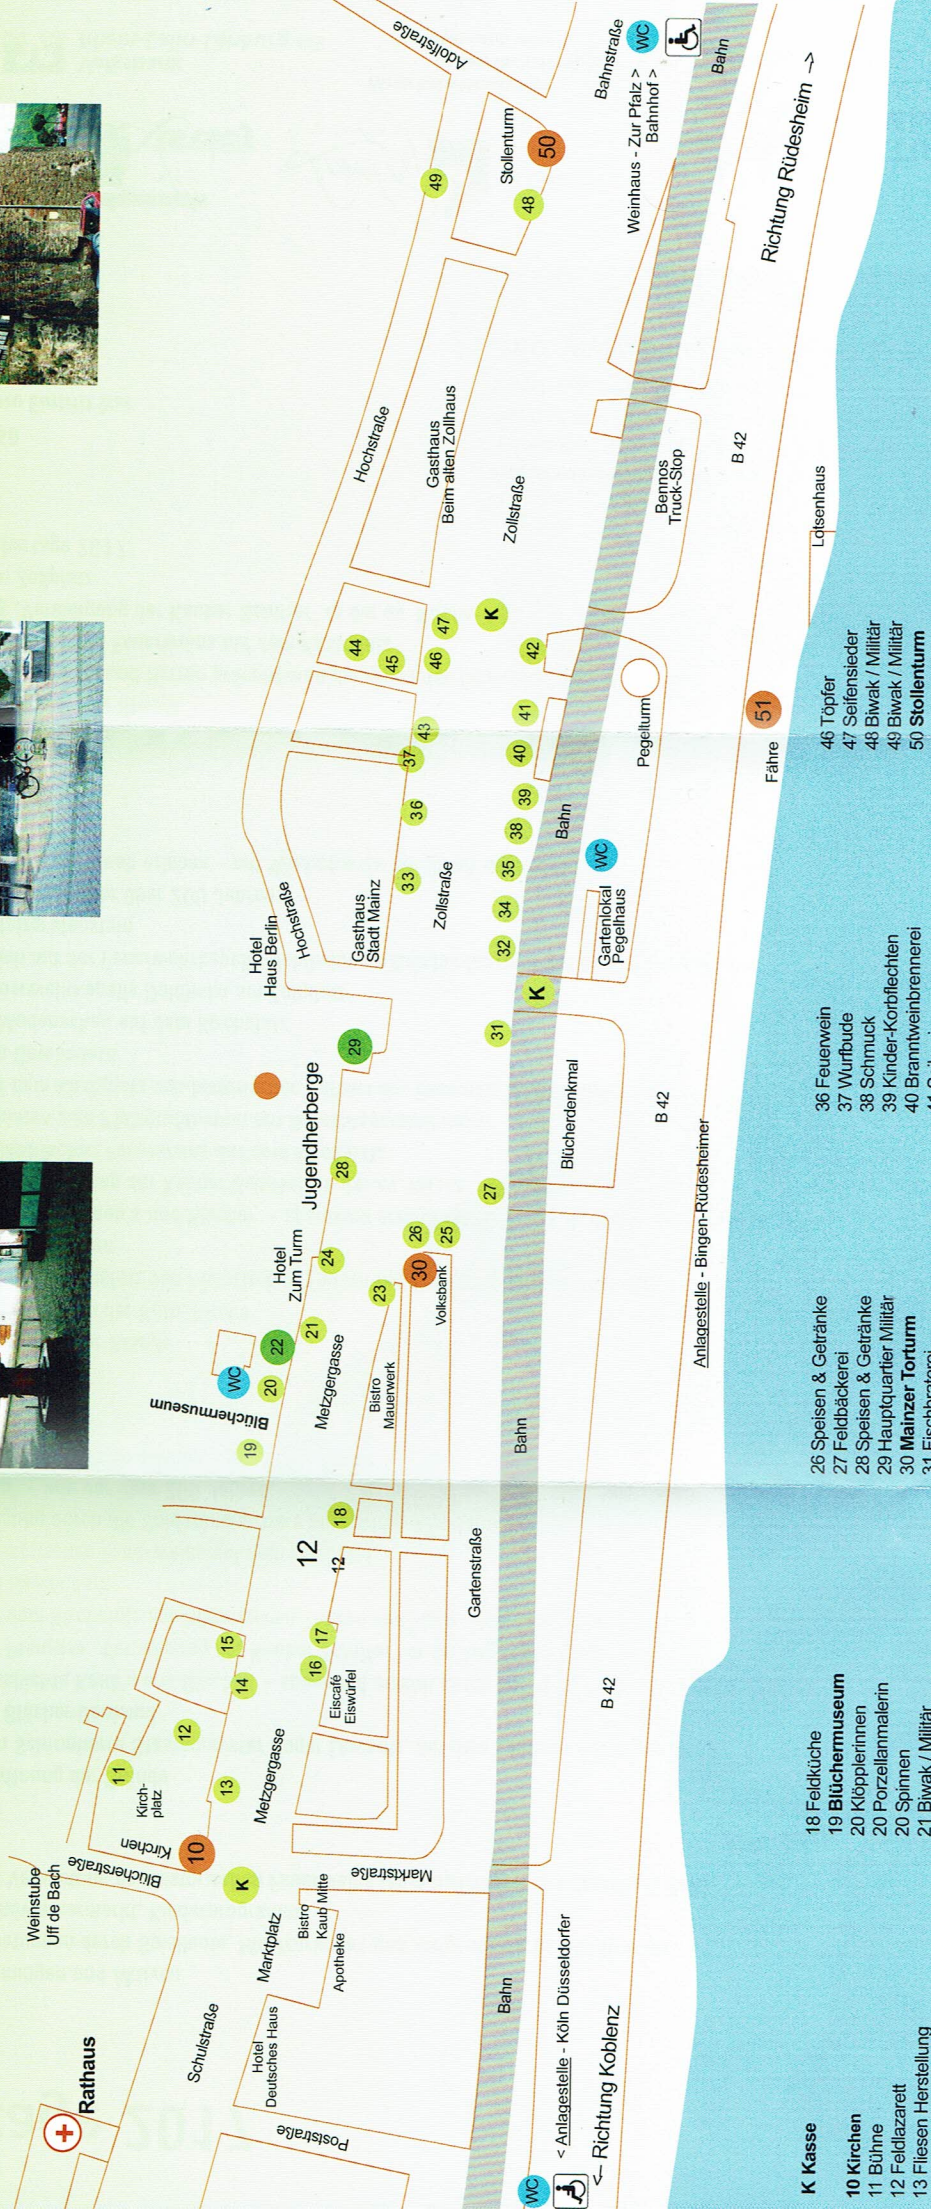 Rathaus
Weinstube
Uff de Bach
Blücherstraße
Kirchen
10
Kirch-
platz
11
12
13
14
15
K
Schulstraße
Marktplatz
Metzgergasse
Hotel
Deutsches Haus
Poststraße
Bistro
Kaub Mitte
Apotheke
Marktstraße
Eiscafé
Eiswürfel
16
17
12
12
18
Gartenstraße
Bahn
WC
< Anlagestelle - Köln Düsseldorfer
<-- Richtung Koblenz
B 42
19
Blüchermuseum
WC
20
22
21
Metzgergasse
Hotel
Zum Turm
24
Bistro
Mauerwerk
23
30
Volksbank
26
25
27
Bahn
28
Jugendherberge
29
Anlagestelle - Bingen-Rüdesheimer
B 42
Blücherdenkmal
31
K
Hotel
Haus Berlin
Hochstraße
Gasthaus
Stadt Mainz
33
Zollstraße
32
34
35
38
39
40
41
42
36
37
43
Gartenlokal
Pegelhaus
WC
Bahn
Pegelturm
Fähre
51
44
45
46
47
K
Hochstraße
Gasthaus
Beim alten Zollhaus
Zollstraße
Bennos
Truck-Stop
B 42
Lotsenhaus
Adolfstraße
49
Stollenturm
48
50
Bahnstraße
WC
Weinhaus - Zur Pfalz >
Bahnhof >
Bahn
Richtung Rüdesheim -->
K Kasse
10 Kirchen
11 Bühne
12 Feldlazarett
13 Fliesen Herstellung
18 Feldküche
19 Blüchermuseum
20 Klöpplerinnen
20 Porzellanmalerin
20 Spinnen
21 Biwak / Militär
26 Speisen & Getränke
27 Feldbäckerei
28 Speisen & Getränke
29 Hauptquartier Militär
30 Mainzer Torturm
31 Fischbraterei
36 Feuerwein
37 Wurfbude
38 Schmuck
39 Kinder-Korbflechten
40 Branntweinbrennerei
46 Töpfer
47 Seifensieder
48 Biwak / Militär
49 Biwak / Militär
50 Stollenturm